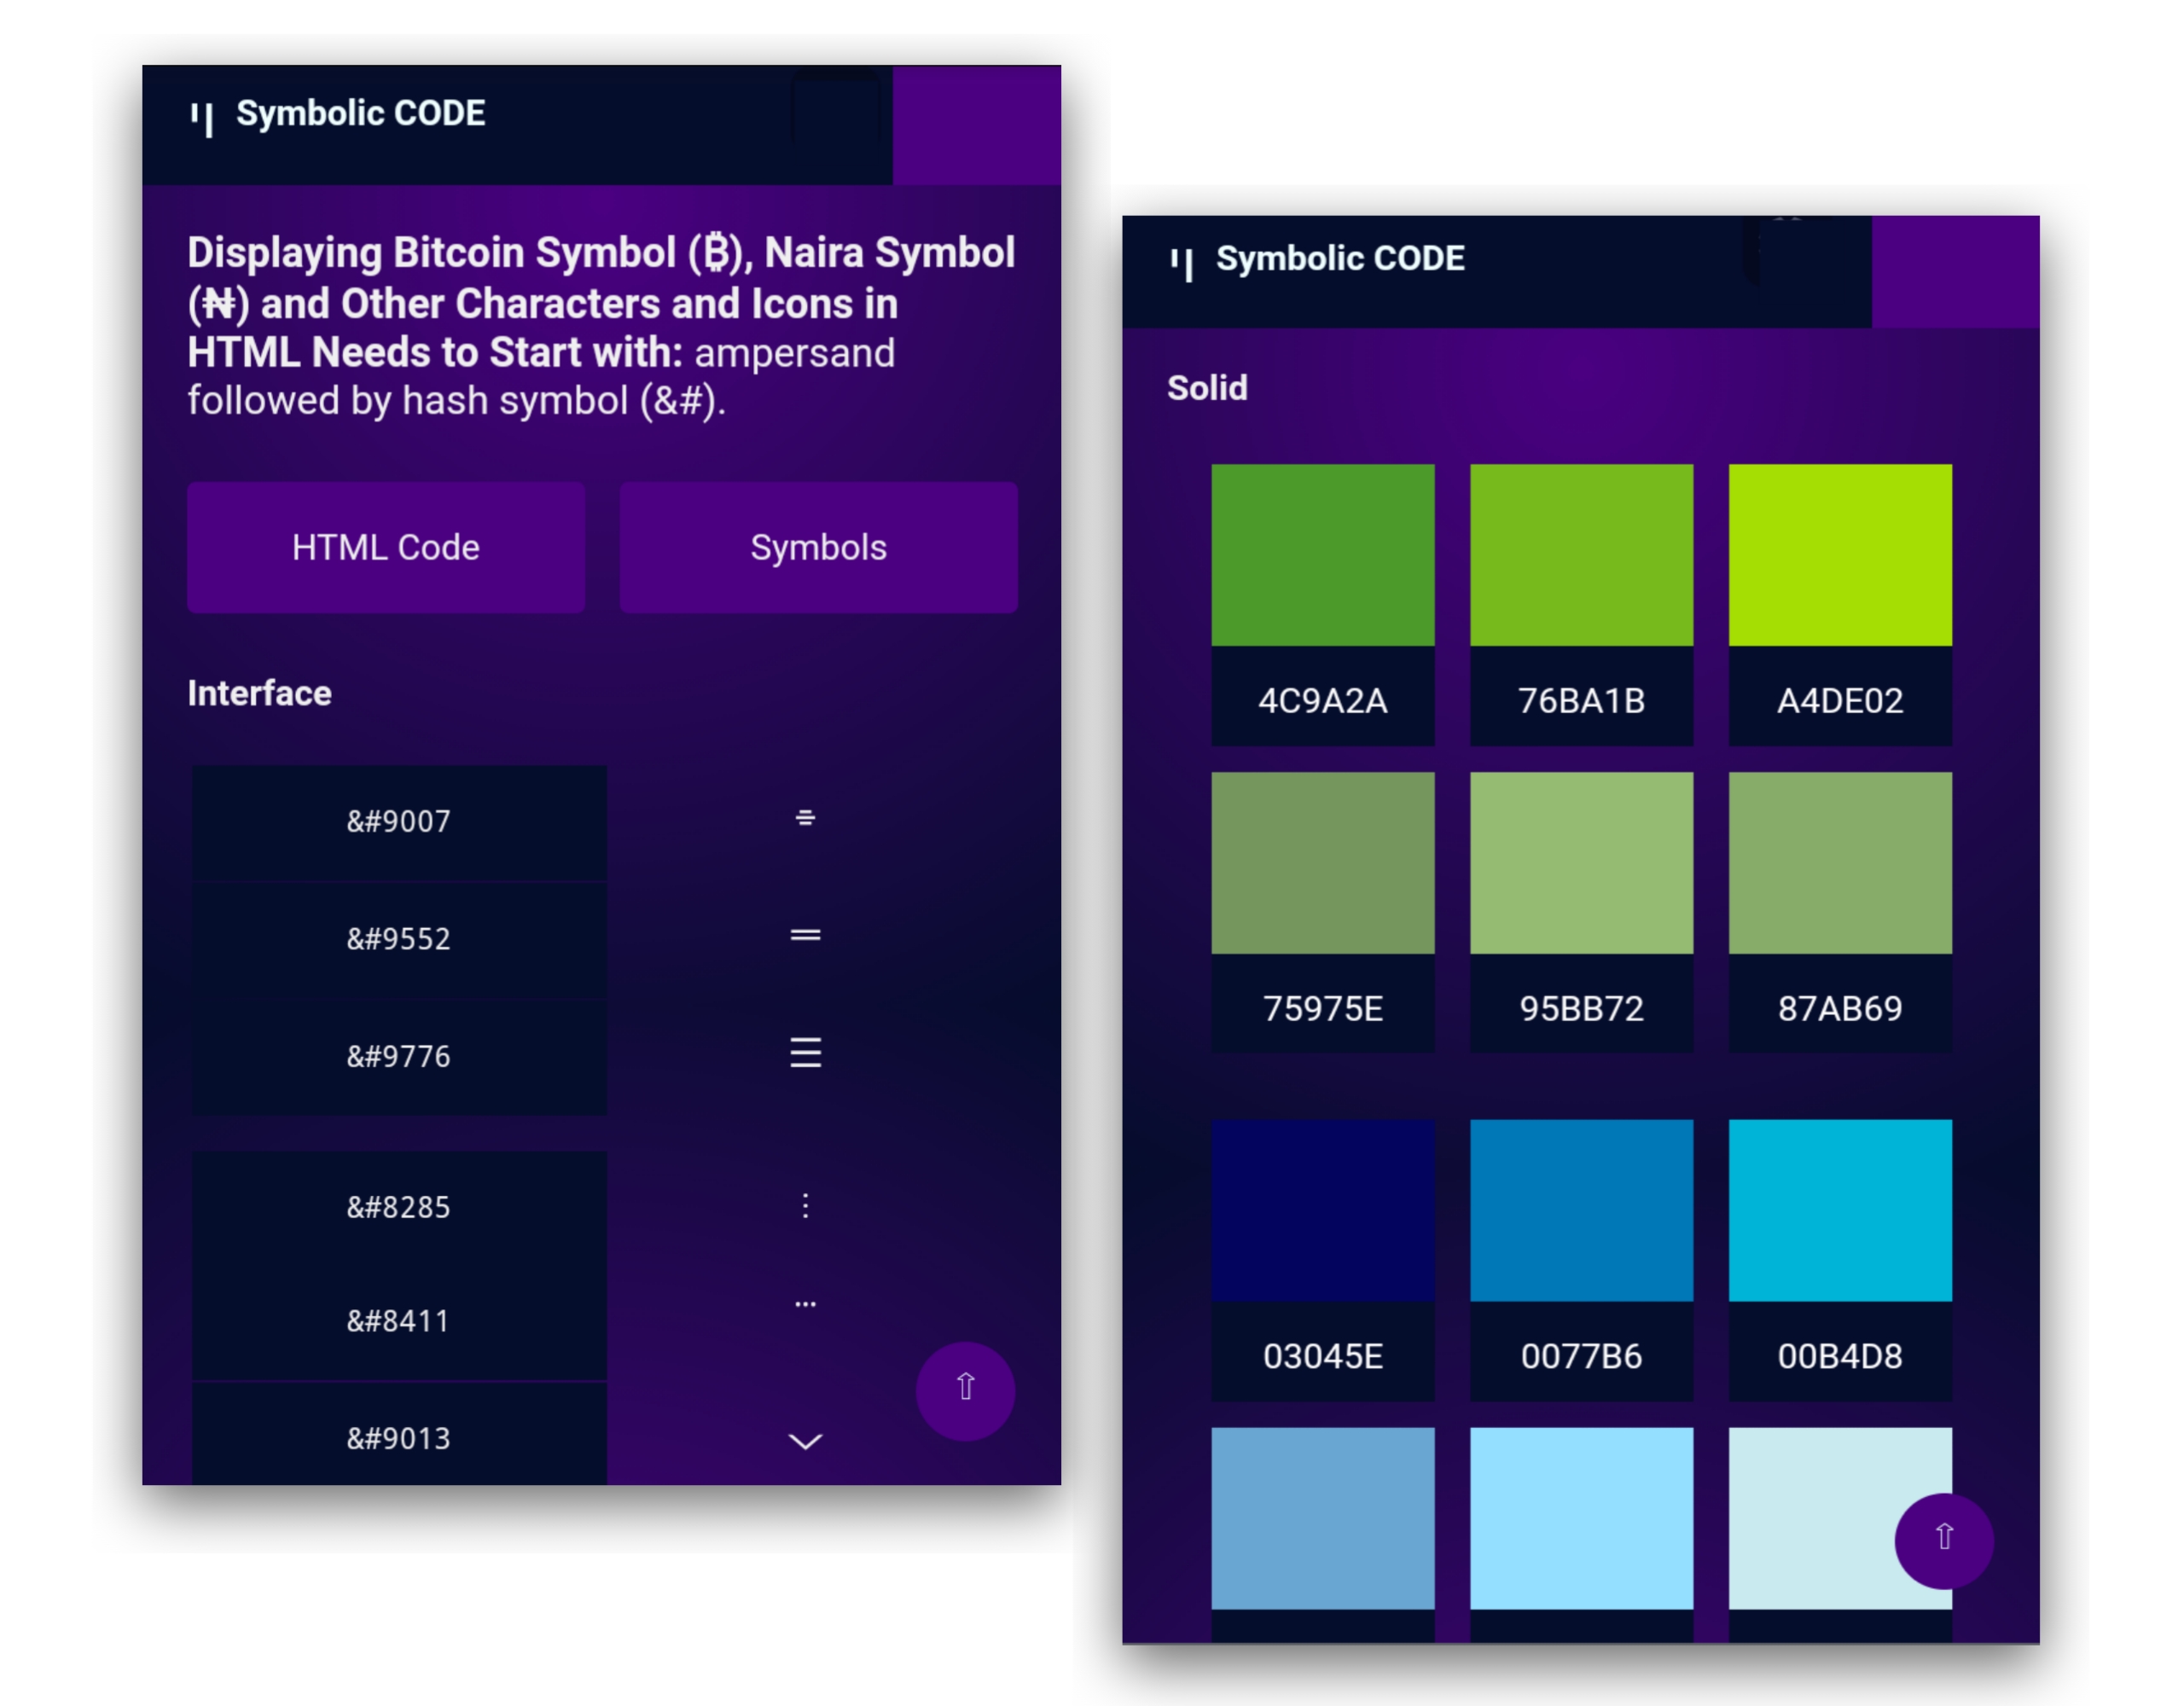 Symbolic CODE
Displaying Bitcoin Symbol (₿), Naira Symbol
(₦) and Other Characters and Icons in
HTML Needs to Start with: ampersand
followed by hash symbol (&#).
HTML Code
Symbols
Interface
&#9007
⌯
&#9552
═
&#9776
☰
&#8285
⁝
&#8411
⃛
&#9013
⌵
⇧
Symbolic CODE
Solid
4C9A2A
76BA1B
A4DE02
75975E
95BB72
87AB69
03045E
0077B6
00B4D8
⇧